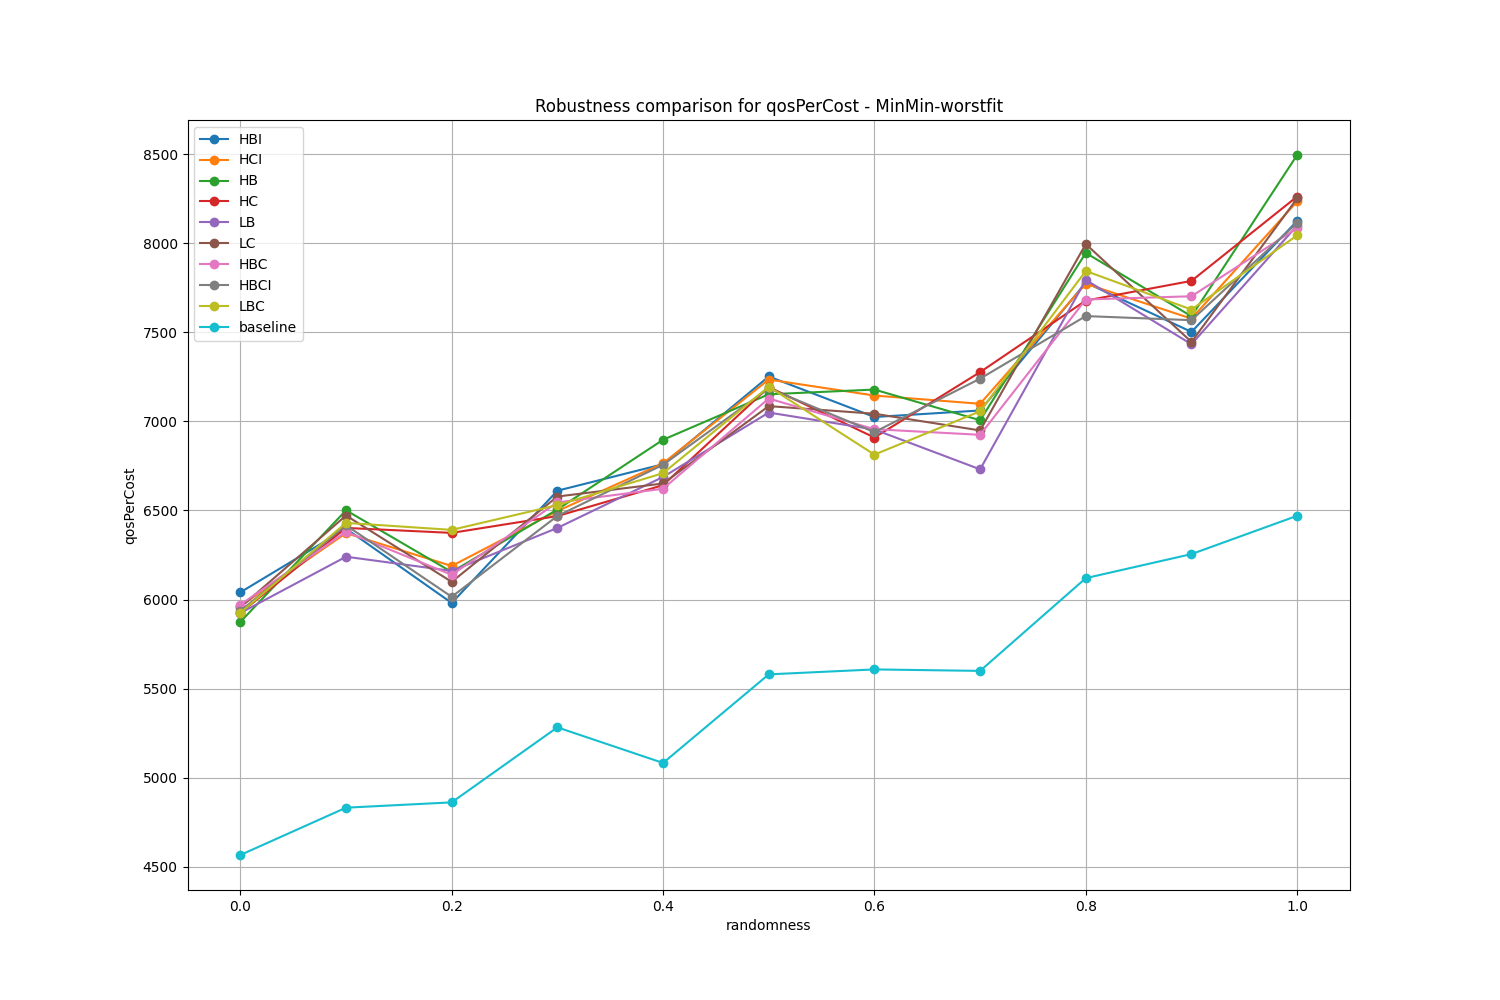 Robustness comparison for qosPerCost - MinMin-worstfit
HBI
HCI
HB
HC
LB
LC
HBC
HBCI
LBC
baseline
8500
8000
7500
7000
6500
6000
5500
5000
4500
qosPerCost
0.0 0.2 0.4 0.6 0.8 1.0
randomness